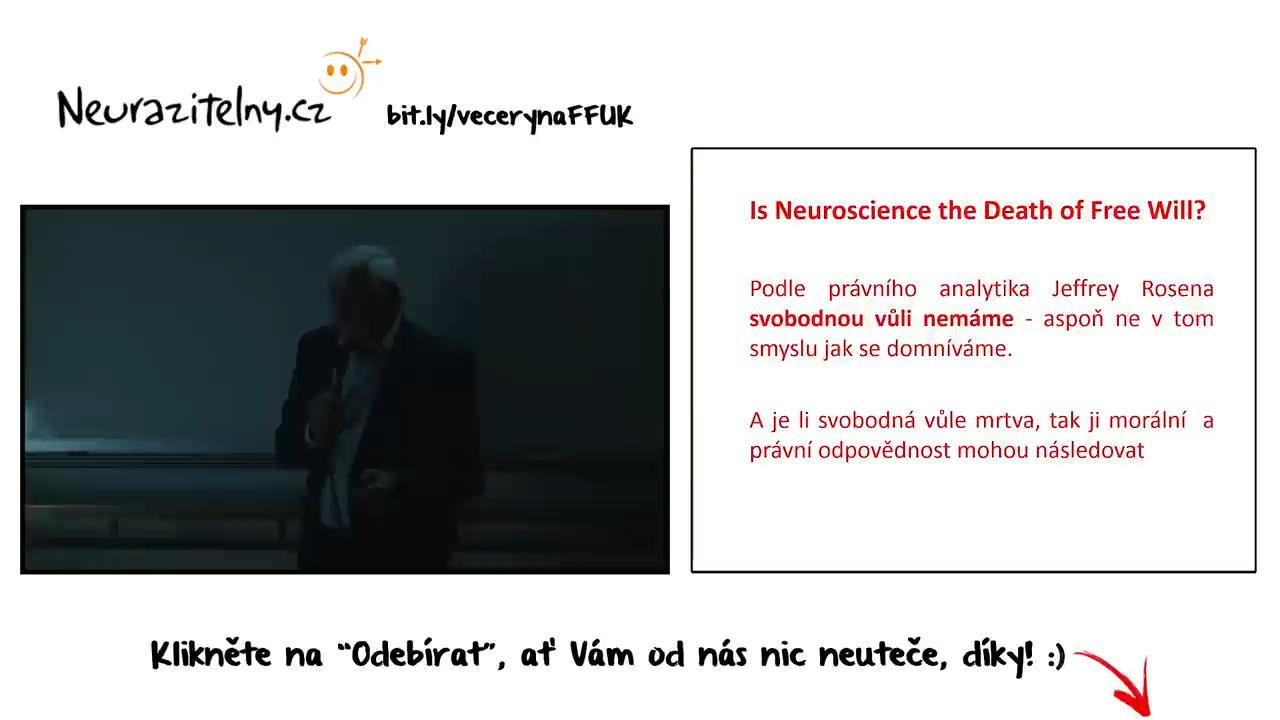 Neurazitelny.cz
bit.ly/vecerynaFFUK
Is Neuroscience the Death of Free Will?
Podle právního analytika Jeffrey Rosena
svobodnou vůli nemáme - aspoň ne v tom
smyslu jak se domníváme.
A je li svobodná vůle mrtva, tak ji morální a
právní odpovědnost mohou následovat
Klikněte na “Odebírat”, ať Vám od nás nic neuteče, díky! :)